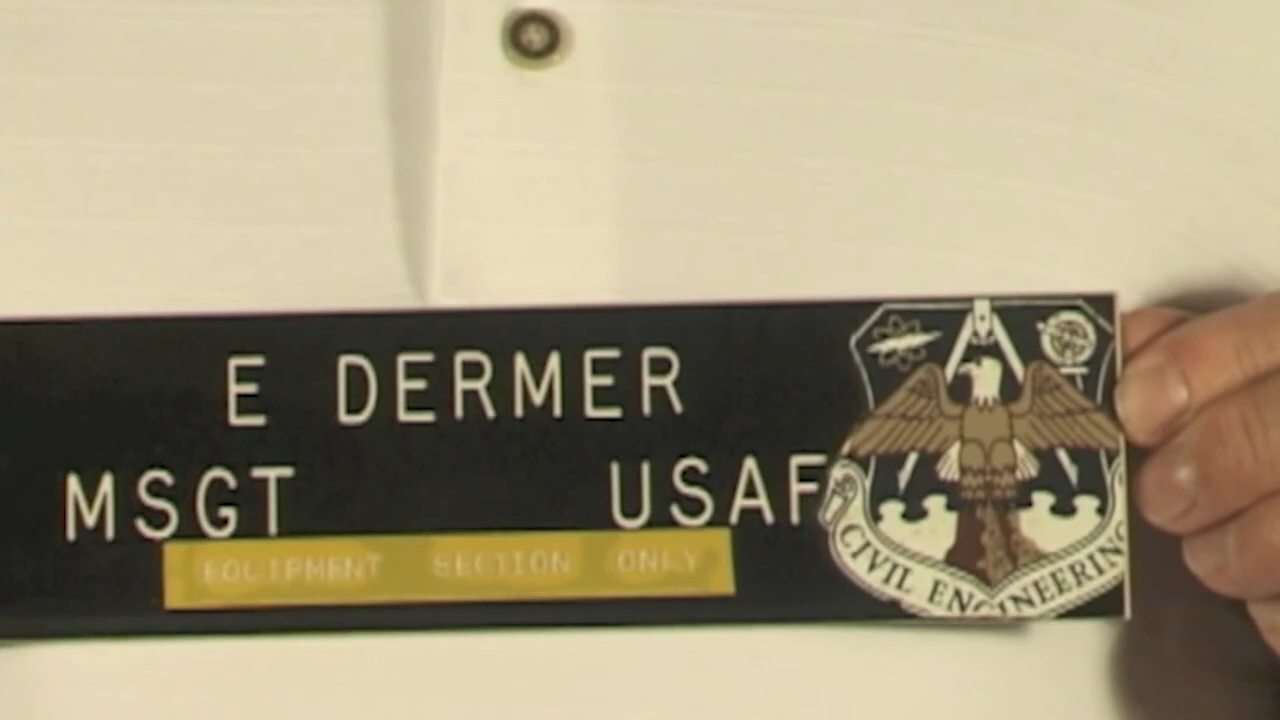 E DERMER
MSGT USAF
EQUIPMENT SECTION ONLY
CIVIL ENGINEERING